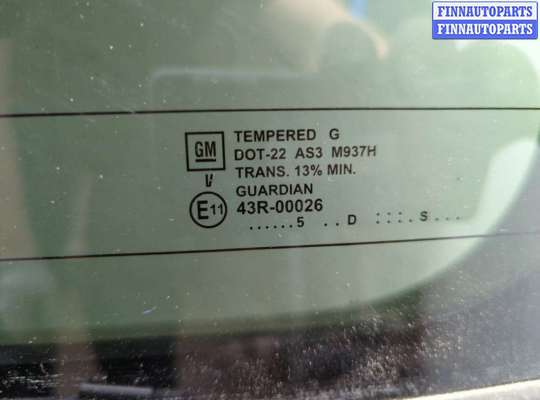 FINNAUTOPARTS
FINNAUTOPARTS
GM TEMPERED G
DOT-22 AS3 M937H
TRANS. 13% MIN.
V GUARDIAN
E11 43R-00026
......5 ..D ::::.S...